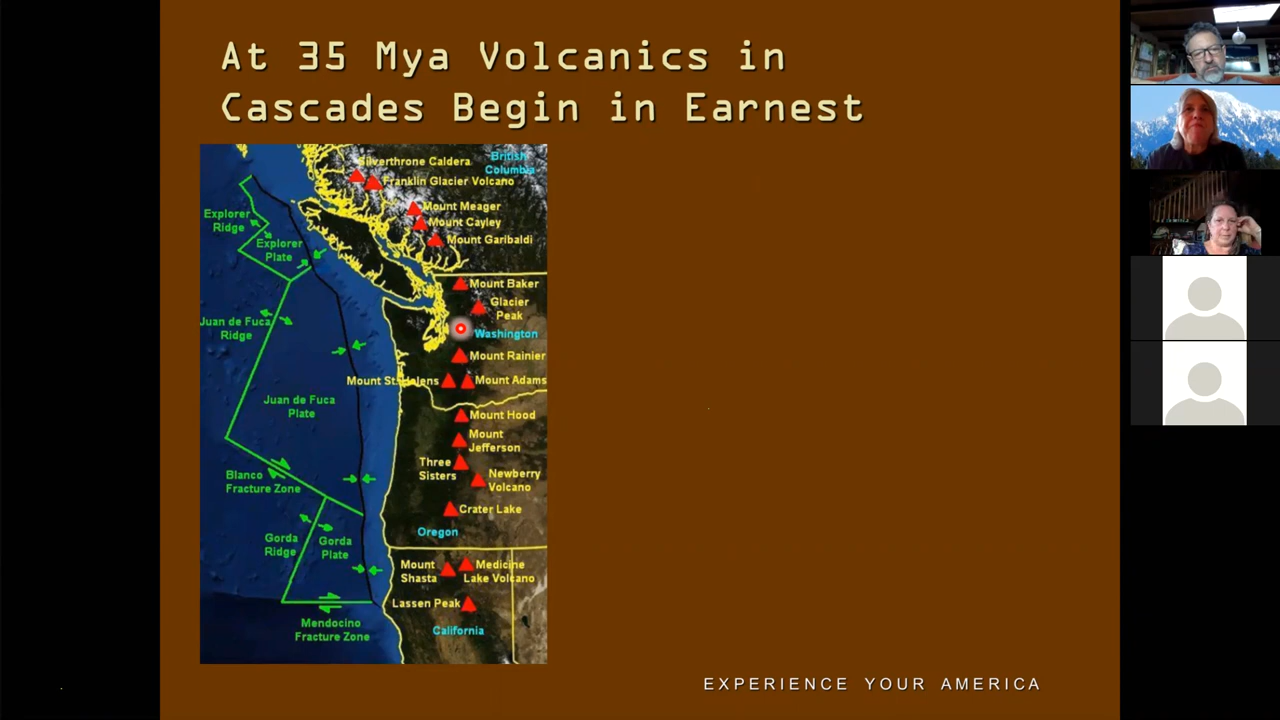 At 35 Mya Volcanics in
Cascades Begin in Earnest
Silverthrone Caldera
British
Columbia
Franklin Glacier Volcano
Mount Meager
Explorer
Ridge
Mount Cayley
Explorer
Plate
Mount Garibaldi
Mount Baker
Glacier
Peak
Juan de Fuca
Ridge
Washington
Mount Rainier
Mount St. Helens
Mount Adams
Juan de Fuca
Plate
Mount Hood
Mount
Jefferson
Three
Sisters
Blanco
Fracture Zone
Newberry
Volcano
Crater Lake
Oregon
Gorda
Ridge
Gorda
Plate
Mount
Shasta
Medicine
Lake Volcano
Lassen Peak
Mendocino
Fracture Zone
California
EXPERIENCE YOUR AMERICA